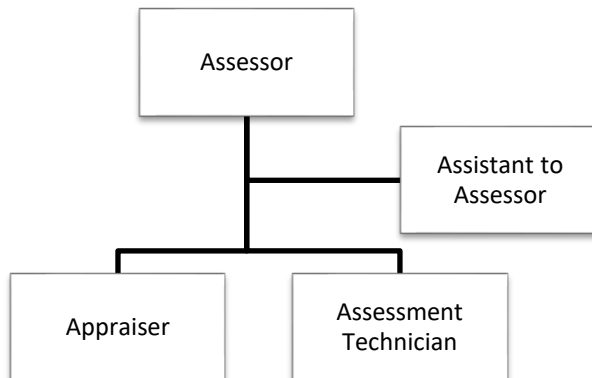 Assessor
Assistant to
Assessor
Appraiser
Assessment
Technician